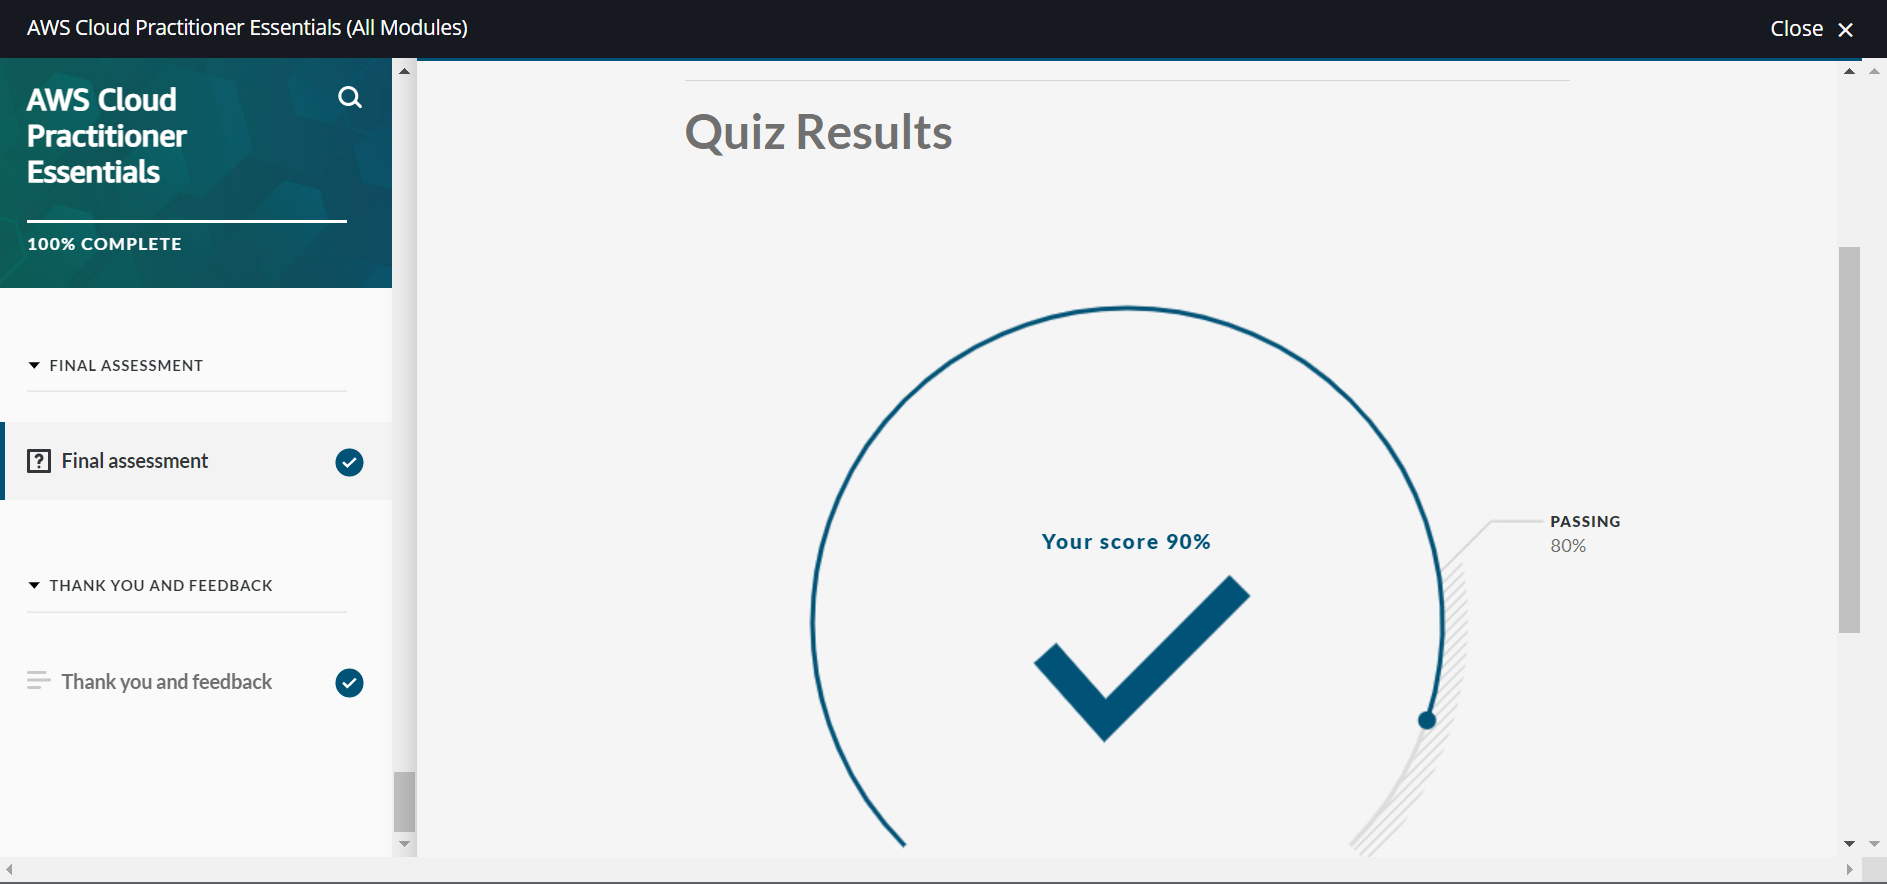 AWS Cloud Practitioner Essentials (All Modules)
Close
AWS Cloud
Practitioner
Essentials
100% COMPLETE
FINAL ASSESSMENT
Final assessment
THANK YOU AND FEEDBACK
Thank you and feedback
Quiz Results
Your score 90%
PASSING
80%